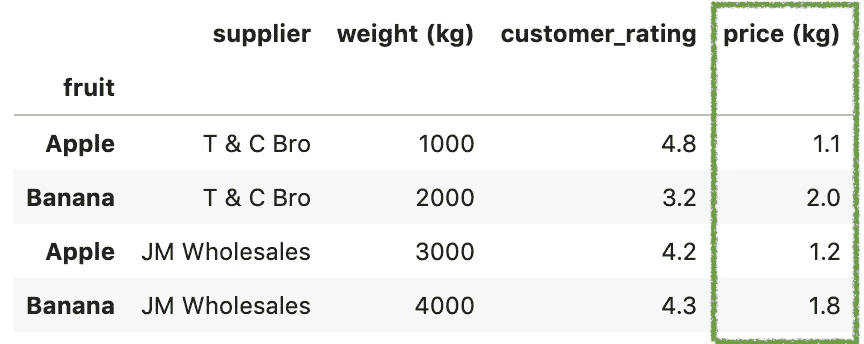 supplier weight (kg) customer_rating price (kg)
fruit
Apple T & C Bro 1000 4.8 1.1
Banana T & C Bro 2000 3.2 2.0
Apple JM Wholesales 3000 4.2 1.2
Banana JM Wholesales 4000 4.3 1.8